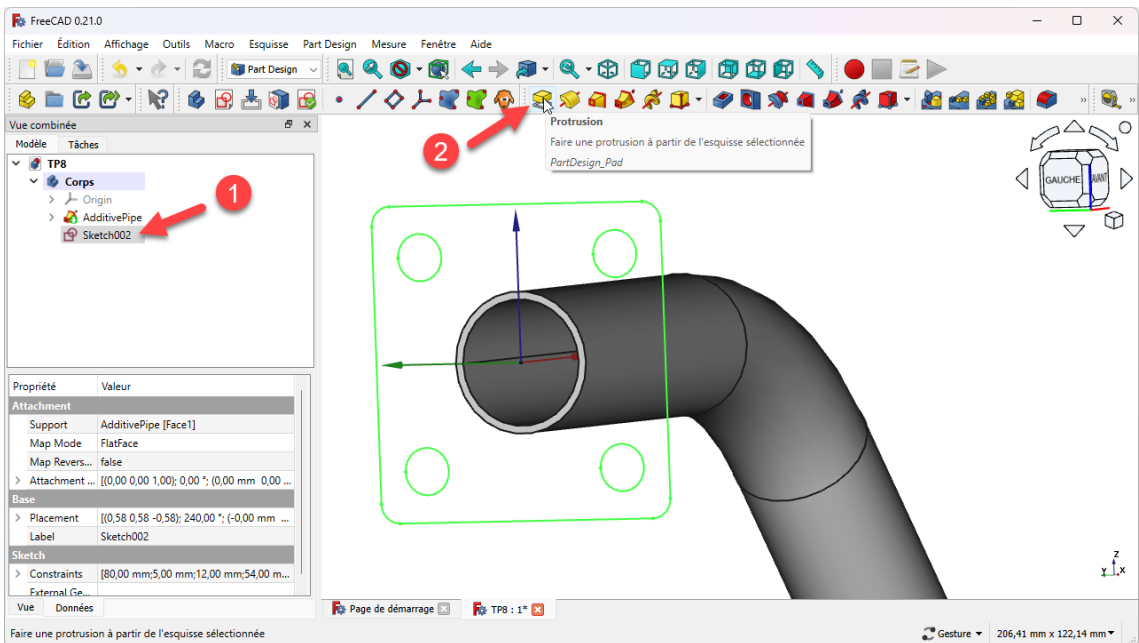 FreeCAD 0.21.0
Fichier Édition Affichage Outils Macro Esquisse Part Design Mesure Fenêtre Aide
Part Design
Vue combinée
Modèle Tâches
TP8
Corps
Origin
AdditivePipe
Sketch002
1
2
Protrusion
Faire une protrusion à partir de l'esquisse sélectionnée
PartDesign_Pad
GAUCHE AVANT
Propriété Valeur
Attachment
Support AdditivePipe [Face1]
Map Mode FlatFace
Map Revers... false
Attachment ... [(0,00 0,00 1,00); 0,00 °; (0,00 mm 0,00 ...
Base
Placement [(0,58 0,58 -0,58); 240,00 °; (-0,00 mm ...
Label Sketch002
Sketch
Constraints [80,00 mm;5,00 mm;12,00 mm;54,00 m...
External Ge...
Vue Données
Z
Y X
Page de démarrage TP8 : 1*
Faire une protrusion à partir de l'esquisse sélectionnée
Gesture 206,41 mm x 122,14 mm